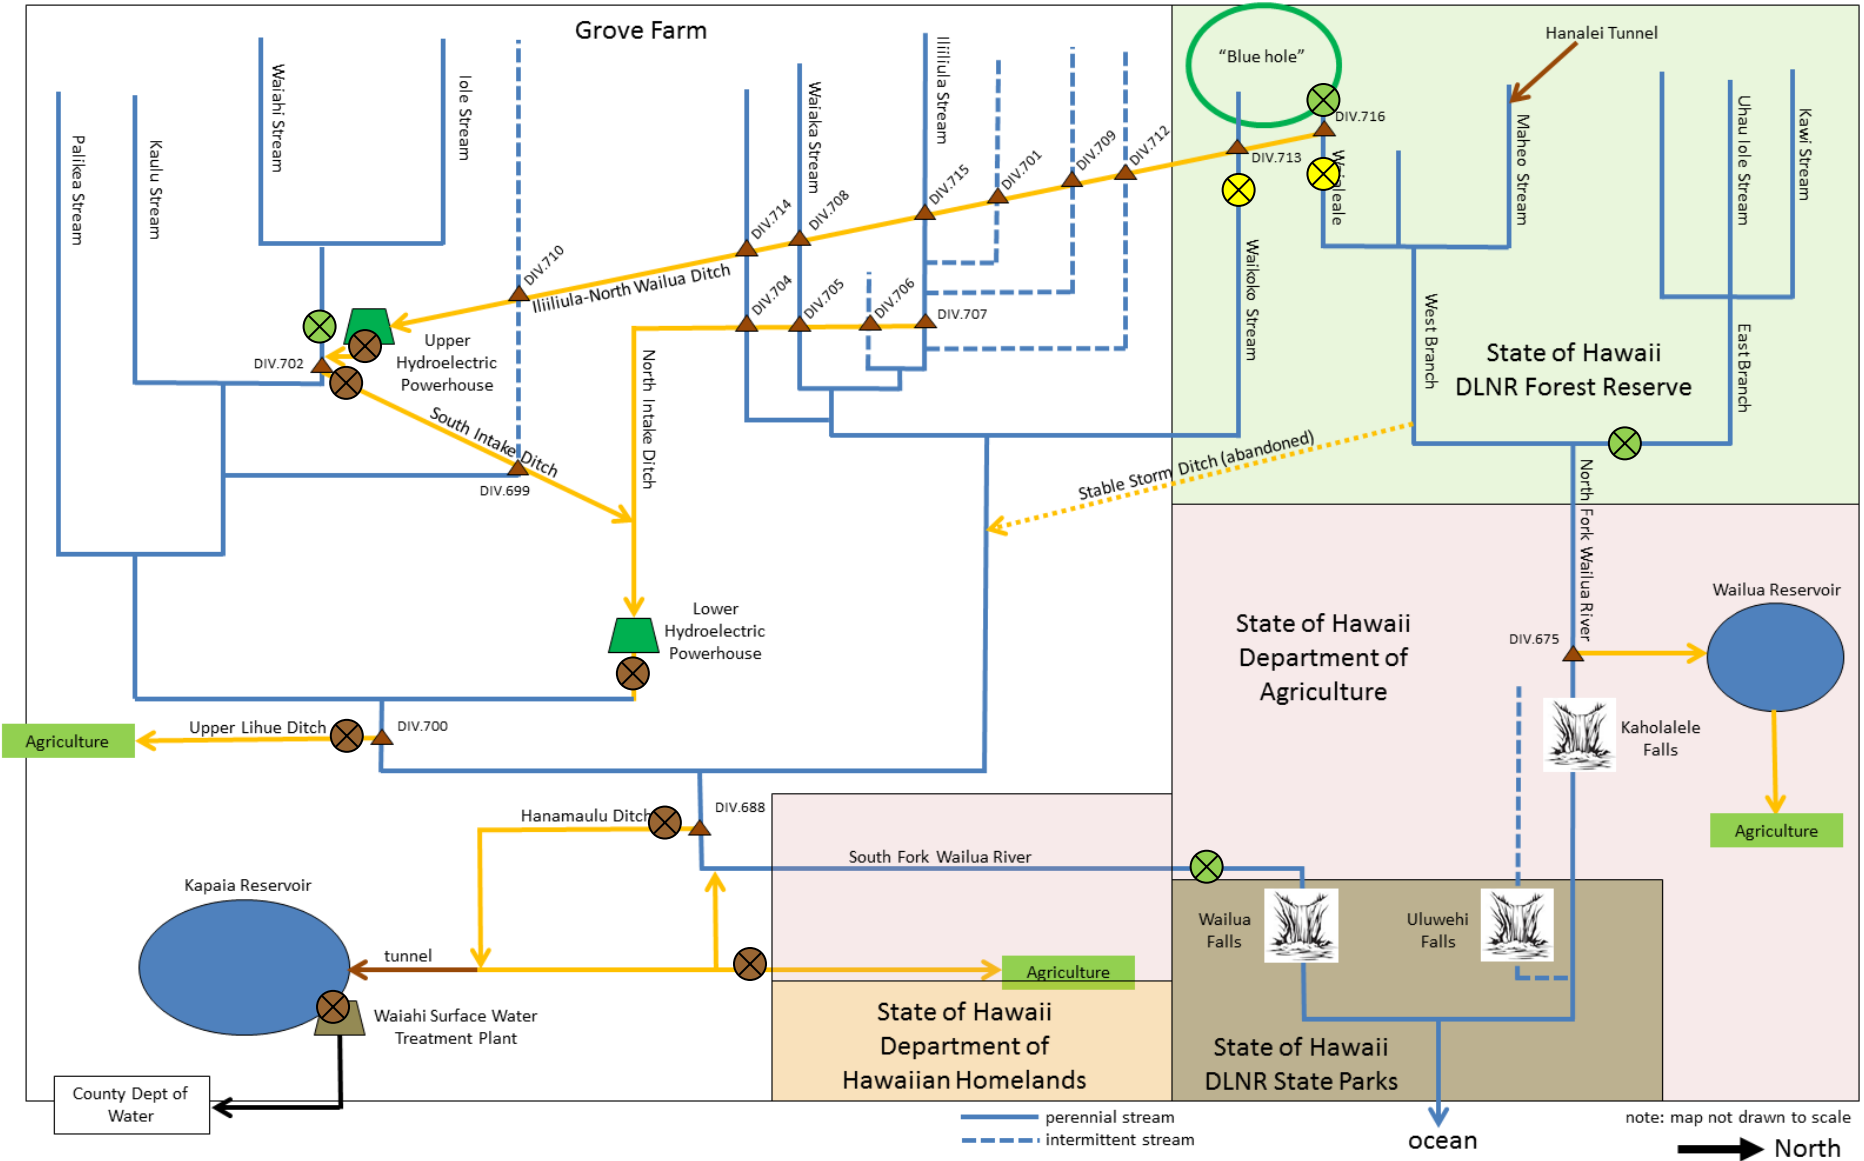 Grove Farm
"Blue hole"
Hanalei Tunnel
Palikea Stream
Kaulu Stream
Waiahi Stream
Iole Stream
Waiaka Stream
Iliiliula Stream
DIV.716
DIV.713
Waialeale
Maheo Stream
Uhau Iole Stream
Kawi Stream
DIV.714
DIV.708
DIV.715
DIV.701
DIV.709
DIV.712
DIV.710
Iliiliula-North Wailua Ditch
DIV.704
DIV.705
DIV.706
DIV.707
Waikoko Stream
West Branch
East Branch
State of Hawaii
DLNR Forest Reserve
Upper
Hydroelectric
Powerhouse
DIV.702
South Intake Ditch
North Intake Ditch
DIV.699
Stable Storm Ditch (abandoned)
North Fork Wailua River
Lower
Hydroelectric
Powerhouse
State of Hawaii
Department of
Agriculture
DIV.675
Wailua Reservoir
Kaholalele
Falls
Agriculture
Agriculture
Upper Lihue Ditch
DIV.700
Hanamaulu Ditch
DIV.688
South Fork Wailua River
Kapaia Reservoir
tunnel
Agriculture
Wailua
Falls
Uluwehi
Falls
Waiahi Surface Water
Treatment Plant
County Dept of
Water
State of Hawaii
Department of
Hawaiian Homelands
State of Hawaii
DLNR State Parks
perennial stream
intermittent stream
ocean
note: map not drawn to scale
North